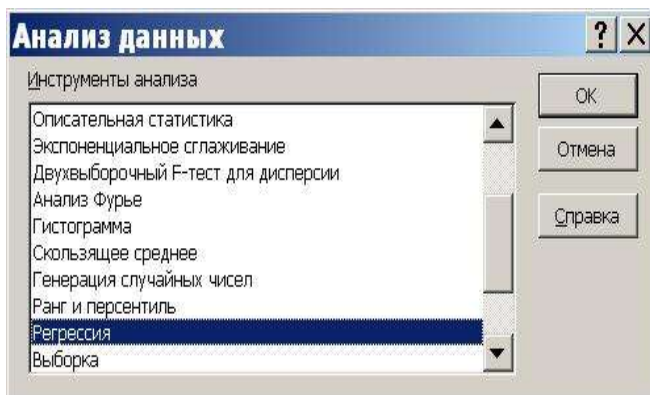 Анализ данных
Инструменты анализа
Описательная статистика
Экспоненциальное сглаживание
Двухвыборочный F-тест для дисперсии
Анализ Фурье
Гистограмма
Скользящее среднее
Генерация случайных чисел
Ранг и персентиль
Регрессия
Выборка
OK
Отмена
Справка